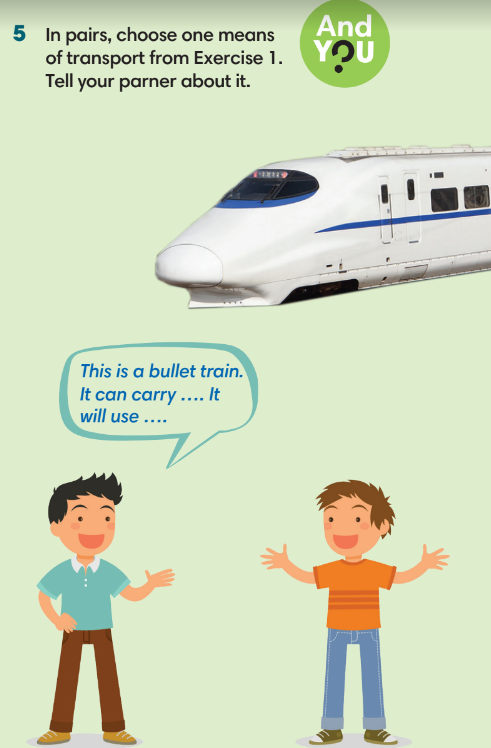 5 In pairs, choose one means
of transport from Exercise 1.
Tell your parner about it.
And
YOU
This is a bullet train.
It can carry .... It
will use ....